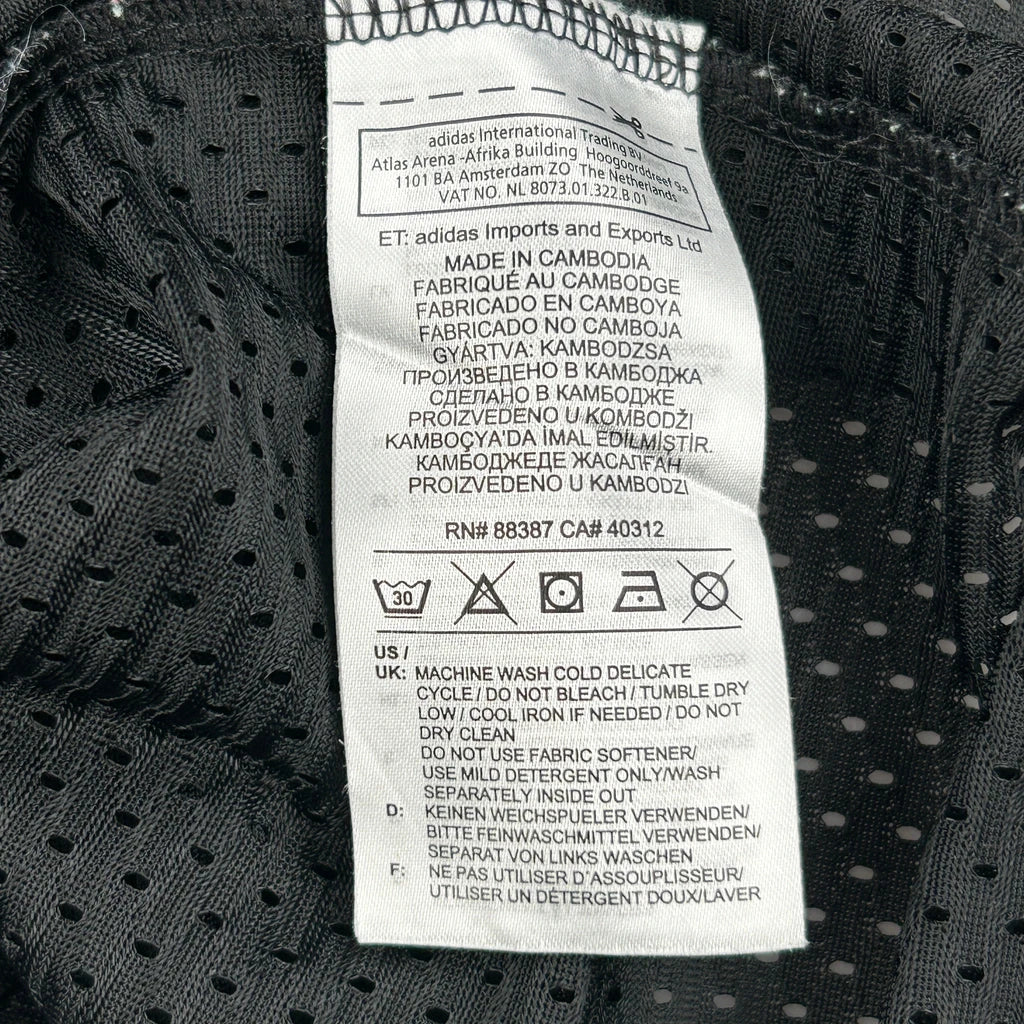 adidas International Trading BV
Atlas Arena -Afrika Building Hoogoorddreef 9a
1101 BA Amsterdam ZO The Netherlands
VAT NO. NL 8073.01.322.B.01
ET: adidas Imports and Exports Ltd
MADE IN CAMBODIA
FABRIQUÉ AU CAMBODGE
FABRICADO EN CAMBOYA
FABRICADO NO CAMBOJA
GYÁRTVA: KAMBODZSA
ПРОИЗВЕДЕНО В КАМБОДЖА
СДЕЛАНО В КАМБОДЖЕ
PROIZVEDENO U KOMBODŽI
KAMBOÇYA'DA İMAL EDİLMİŞTİR.
КАМБОДЖЕДЕ ЖАСАЛҒАН
PROIZVEDENO U KAMBODZI
RN# 88387 CA# 40312
30
US /
UK: MACHINE WASH COLD DELICATE
CYCLE / DO NOT BLEACH / TUMBLE DRY
LOW / COOL IRON IF NEEDED / DO NOT
DRY CLEAN
DO NOT USE FABRIC SOFTENER/
USE MILD DETERGENT ONLY/WASH
SEPARATELY INSIDE OUT
D: KEINEN WEICHSPUELER VERWENDEN/
BITTE FEINWASCHMITTEL VERWENDEN/
SEPARAT VON LINKS WASCHEN
F: NE PAS UTILISER D'ASSOUPLISSEUR/
UTILISER UN DÉTERGENT DOUX/LAVER